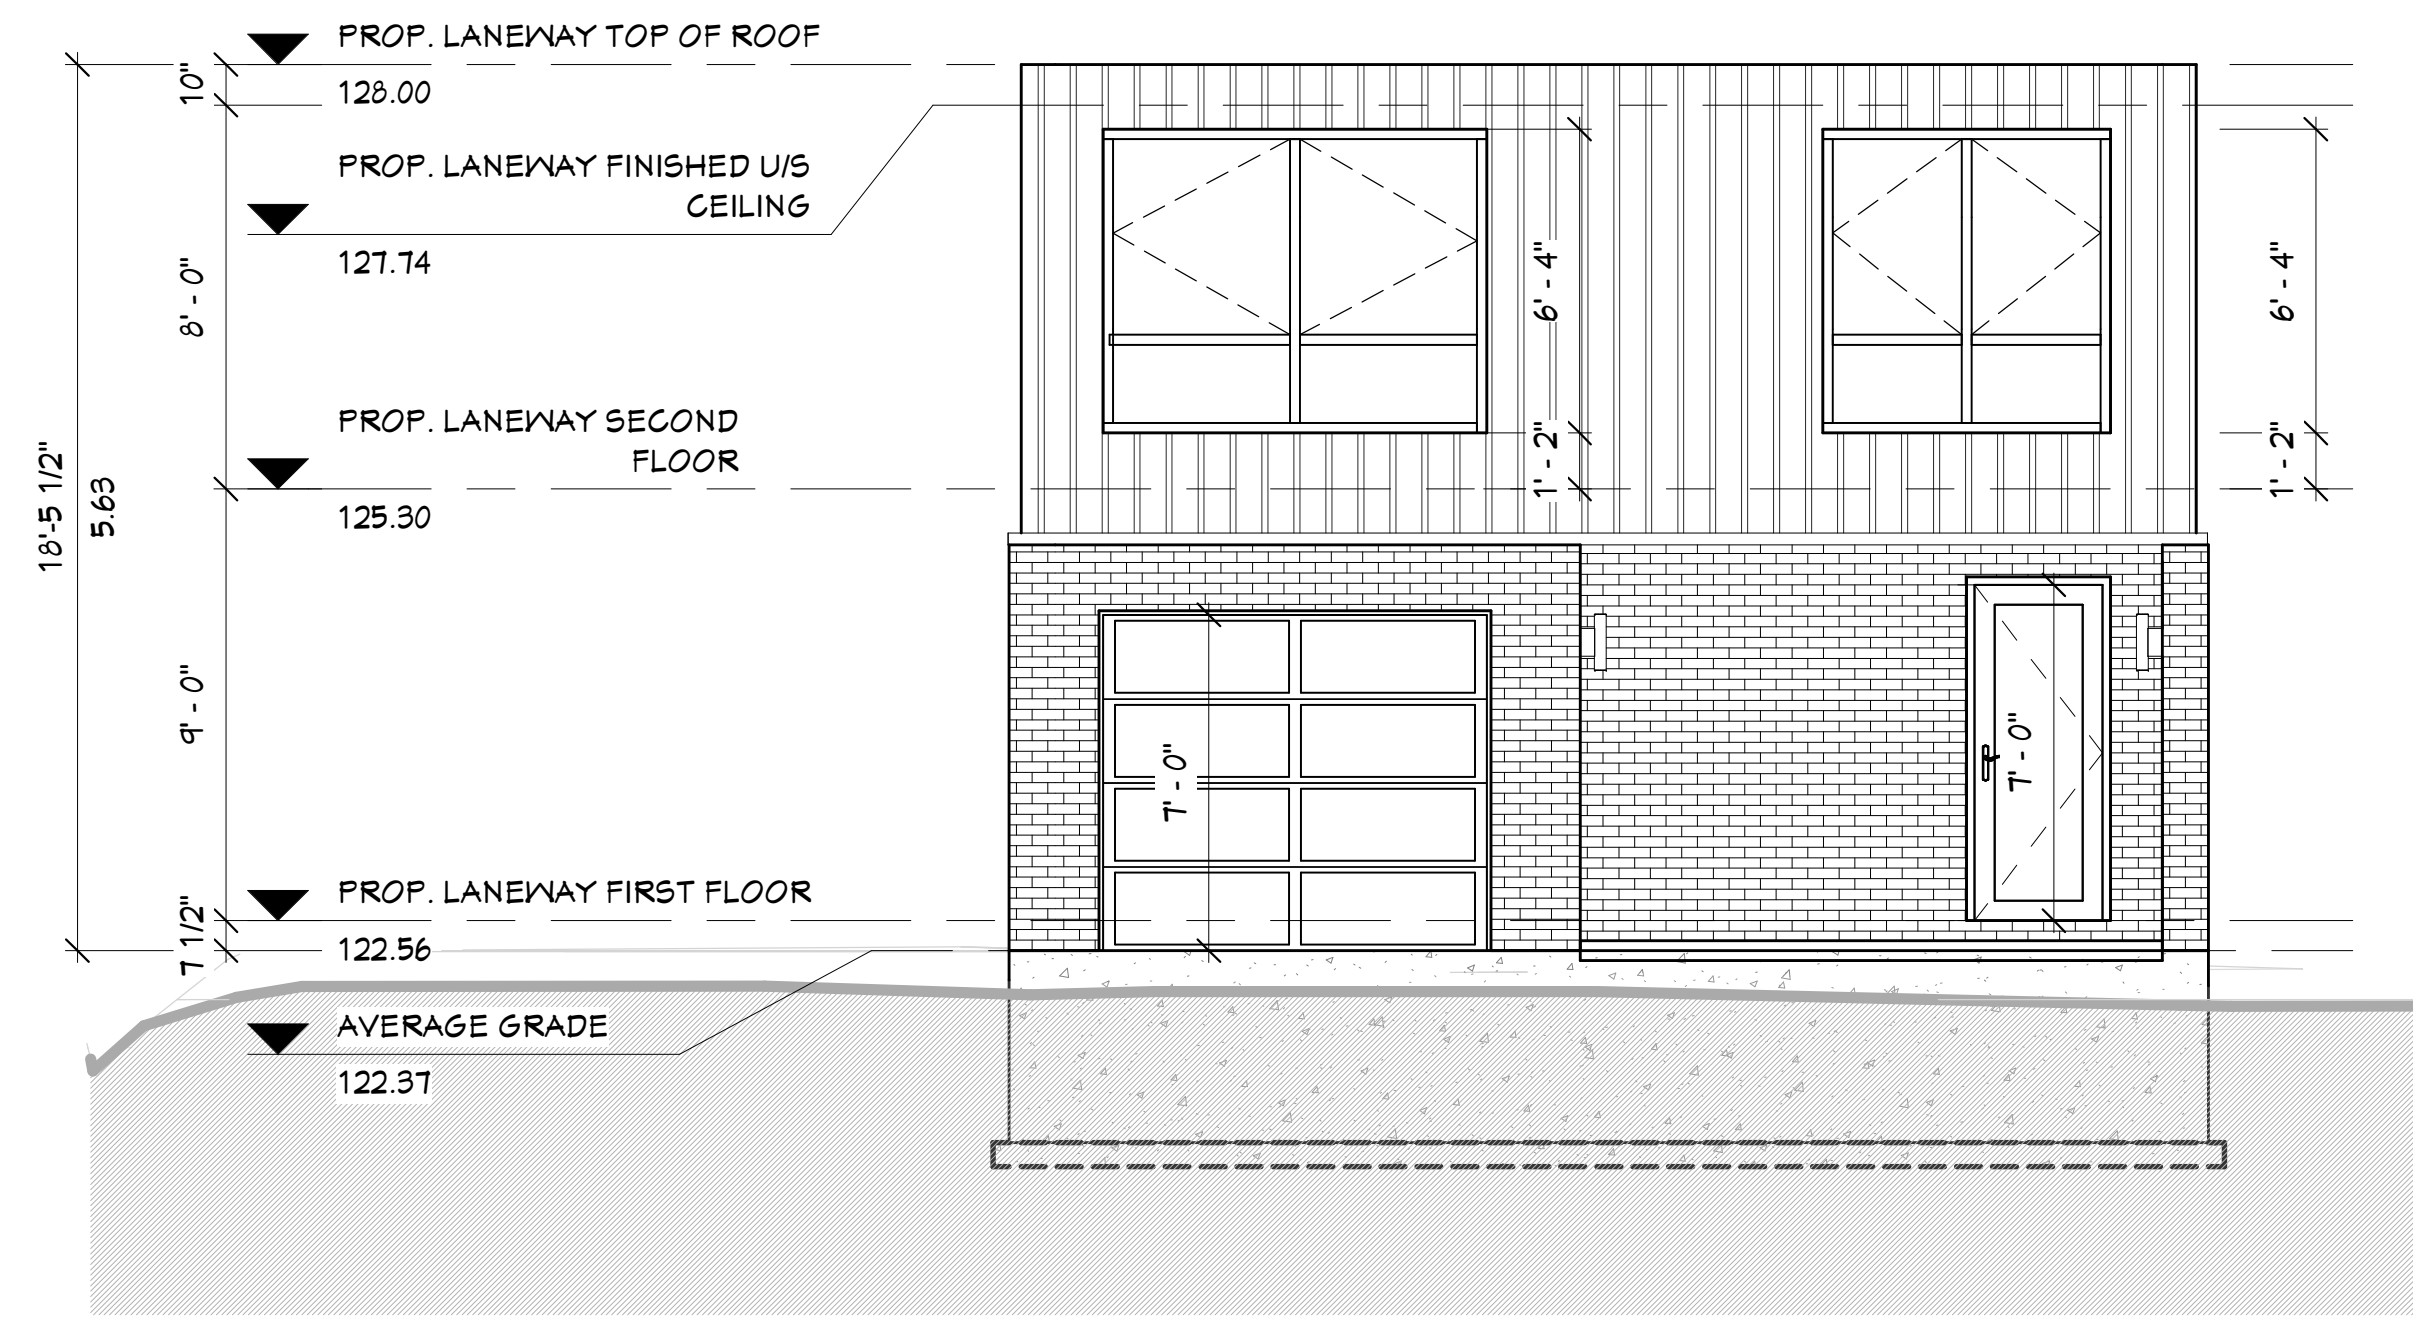 PROP. LANEWAY TOP OF ROOF
128.00
10"
PROP. LANEWAY FINISHED U/S
CEILING
127.74
8' - 0"
PROP. LANEWAY SECOND
FLOOR
125.30
18'-5 1/2"
5.63
9' - 0"
PROP. LANEWAY FIRST FLOOR
122.56
7 1/2"
AVERAGE GRADE
122.37
6' - 4"
1' - 2"
6' - 4"
1' - 2"
7' - 0"
7' - 0"